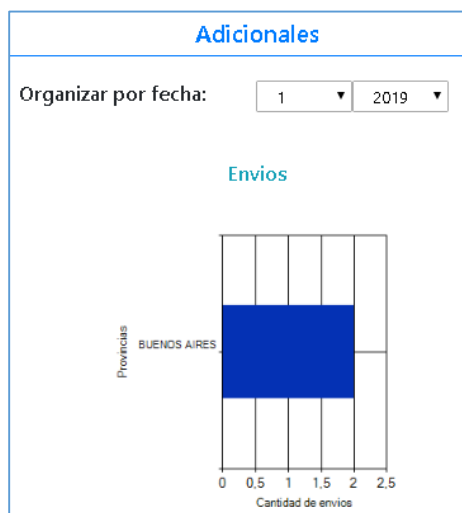 Adicionales
Organizar por fecha: 1 2019
Envios
Provincias
BUENOS AIRES
0 0,5 1 1,5 2 2,5
Cantidad de envios